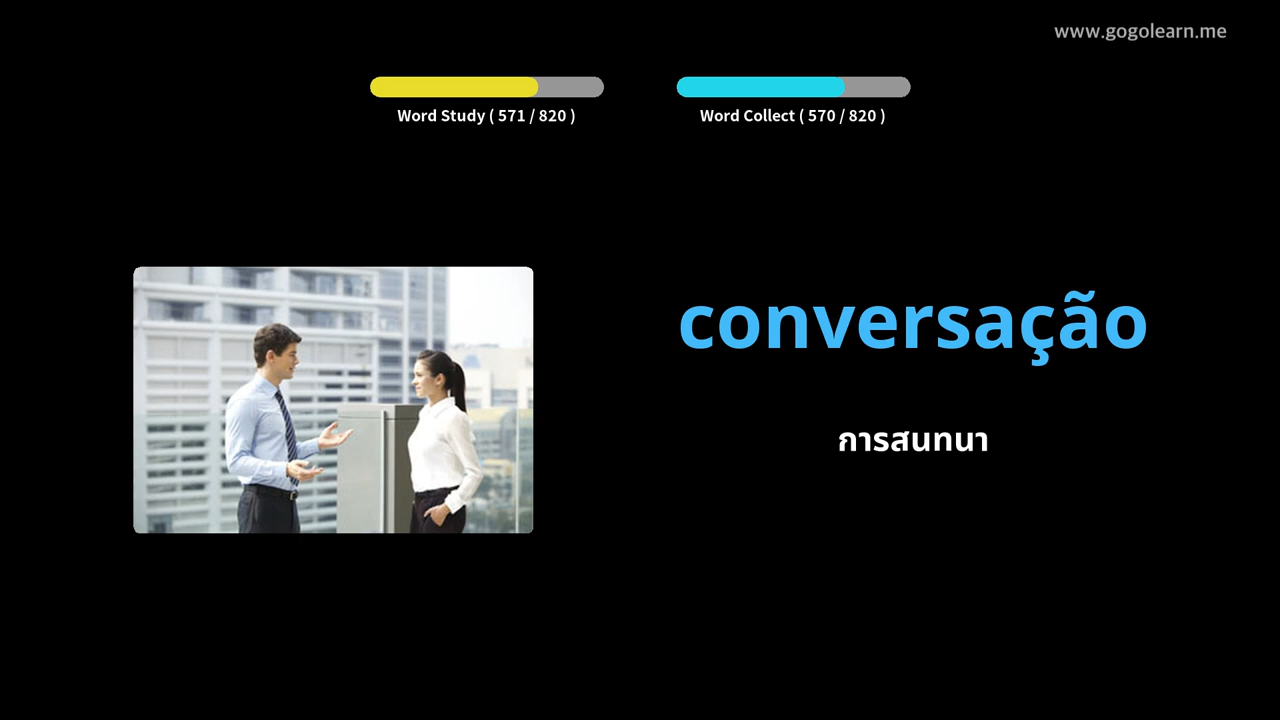 www.gogolearn.me
Word Study ( 571 / 820 )
Word Collect ( 570 / 820 )
conversação
การสนทนา